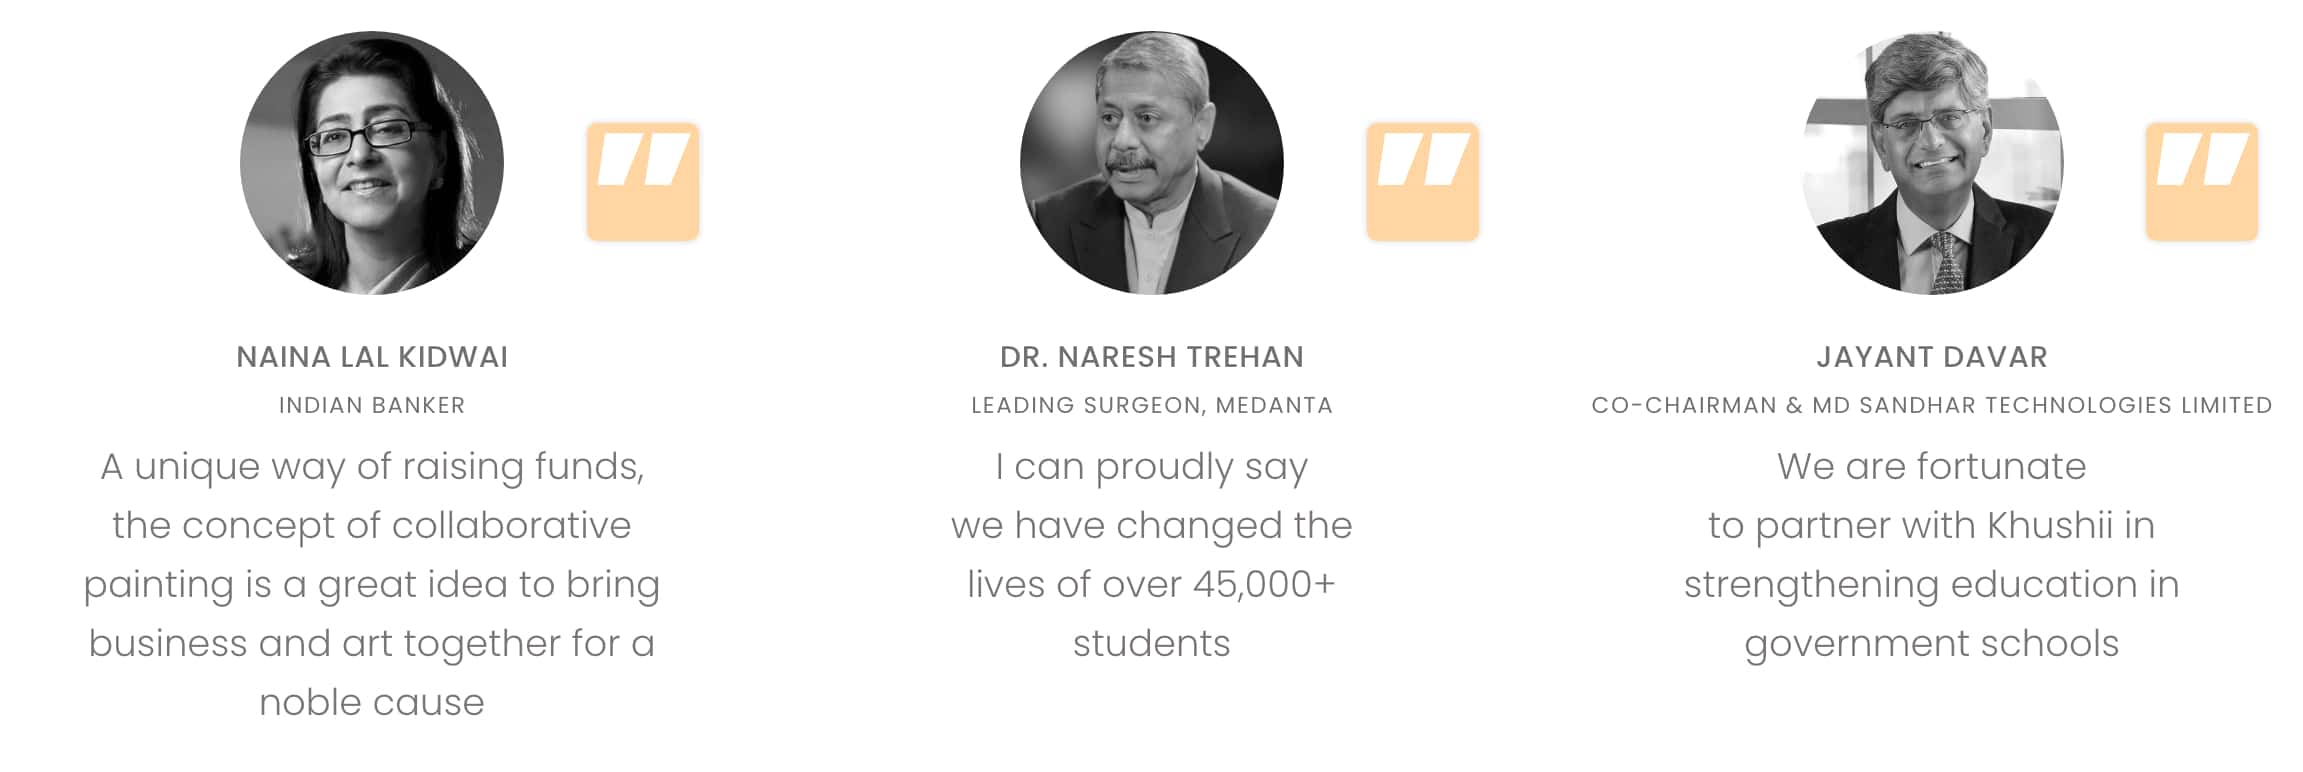 NAINA LAL KIDWAI
INDIAN BANKER
A unique way of raising funds,
the concept of collaborative
painting is a great idea to bring
business and art together for a
noble cause
DR. NARESH TREHAN
LEADING SURGEON, MEDANTA
I can proudly say
we have changed the
lives of over 45,000+
students
JAYANT DAVAR
CO-CHAIRMAN & MD SANDHAR TECHNOLOGIES LIMITED
We are fortunate
to partner with Khushii in
strengthening education in
government schools